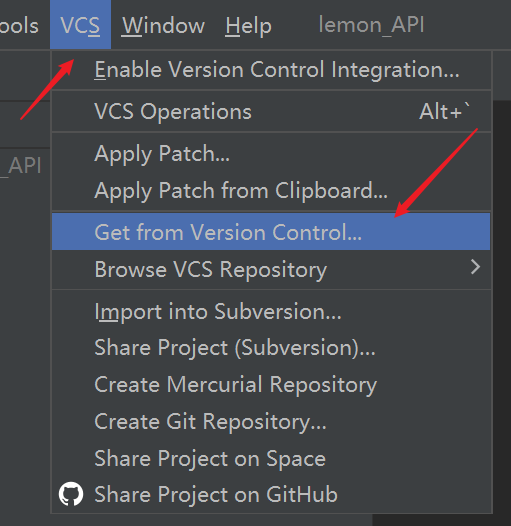 ools VCS Window Help lemon_API
Enable Version Control Integration...
VCS Operations Alt+`
_API
Apply Patch...
Apply Patch from Clipboard...
Get from Version Control...
Browse VCS Repository
Import into Subversion...
Share Project (Subversion)...
Create Mercurial Repository
Create Git Repository...
Share Project on Space
Share Project on GitHub